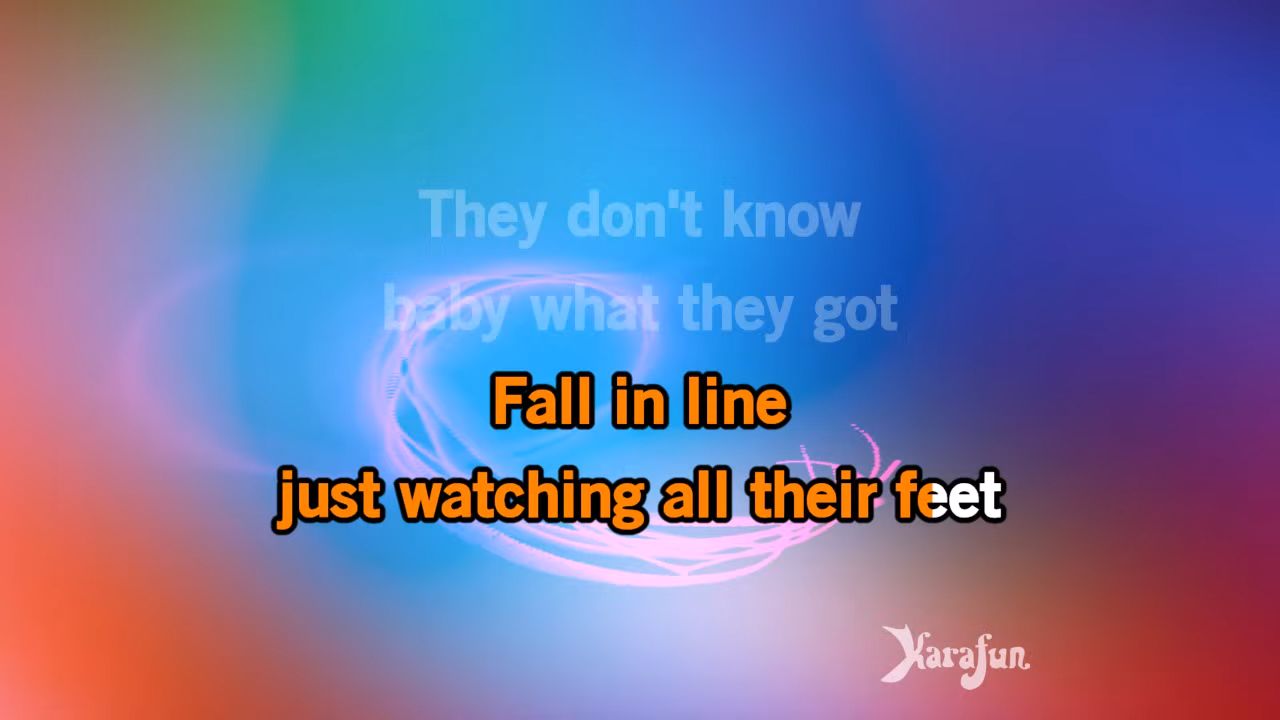 They don't know
baby what they got
Fall in line
just watching all their feet
Karafun